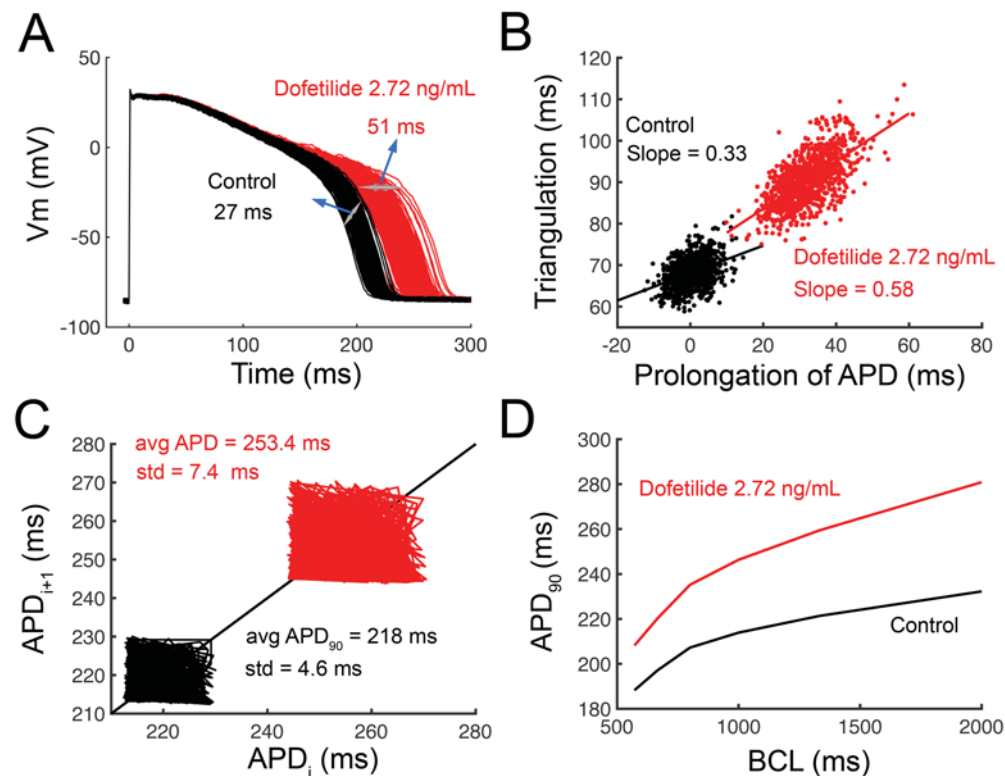 A
50
0
-50
-100
Vm (mV)
Dofetilide 2.72 ng/mL
51 ms
Control
27 ms
0
100
200
300
Time (ms)
B
120
110
100
90
80
70
60
Triangulation (ms)
Control
Slope = 0.33
Dofetilide 2.72 ng/mL
Slope = 0.58
-20
0
20
40
60
80
Prolongation of APD (ms)
C
280
270
260
250
240
230
220
210
APDi+1 (ms)
avg APD = 253.4 ms
std = 7.4 ms
avg APD90 = 218 ms
std = 4.6 ms
220
240
260
280
APDi (ms)
D
300
280
260
240
220
200
180
APD90 (ms)
Dofetilide 2.72 ng/mL
Control
500
1000
1500
2000
BCL (ms)